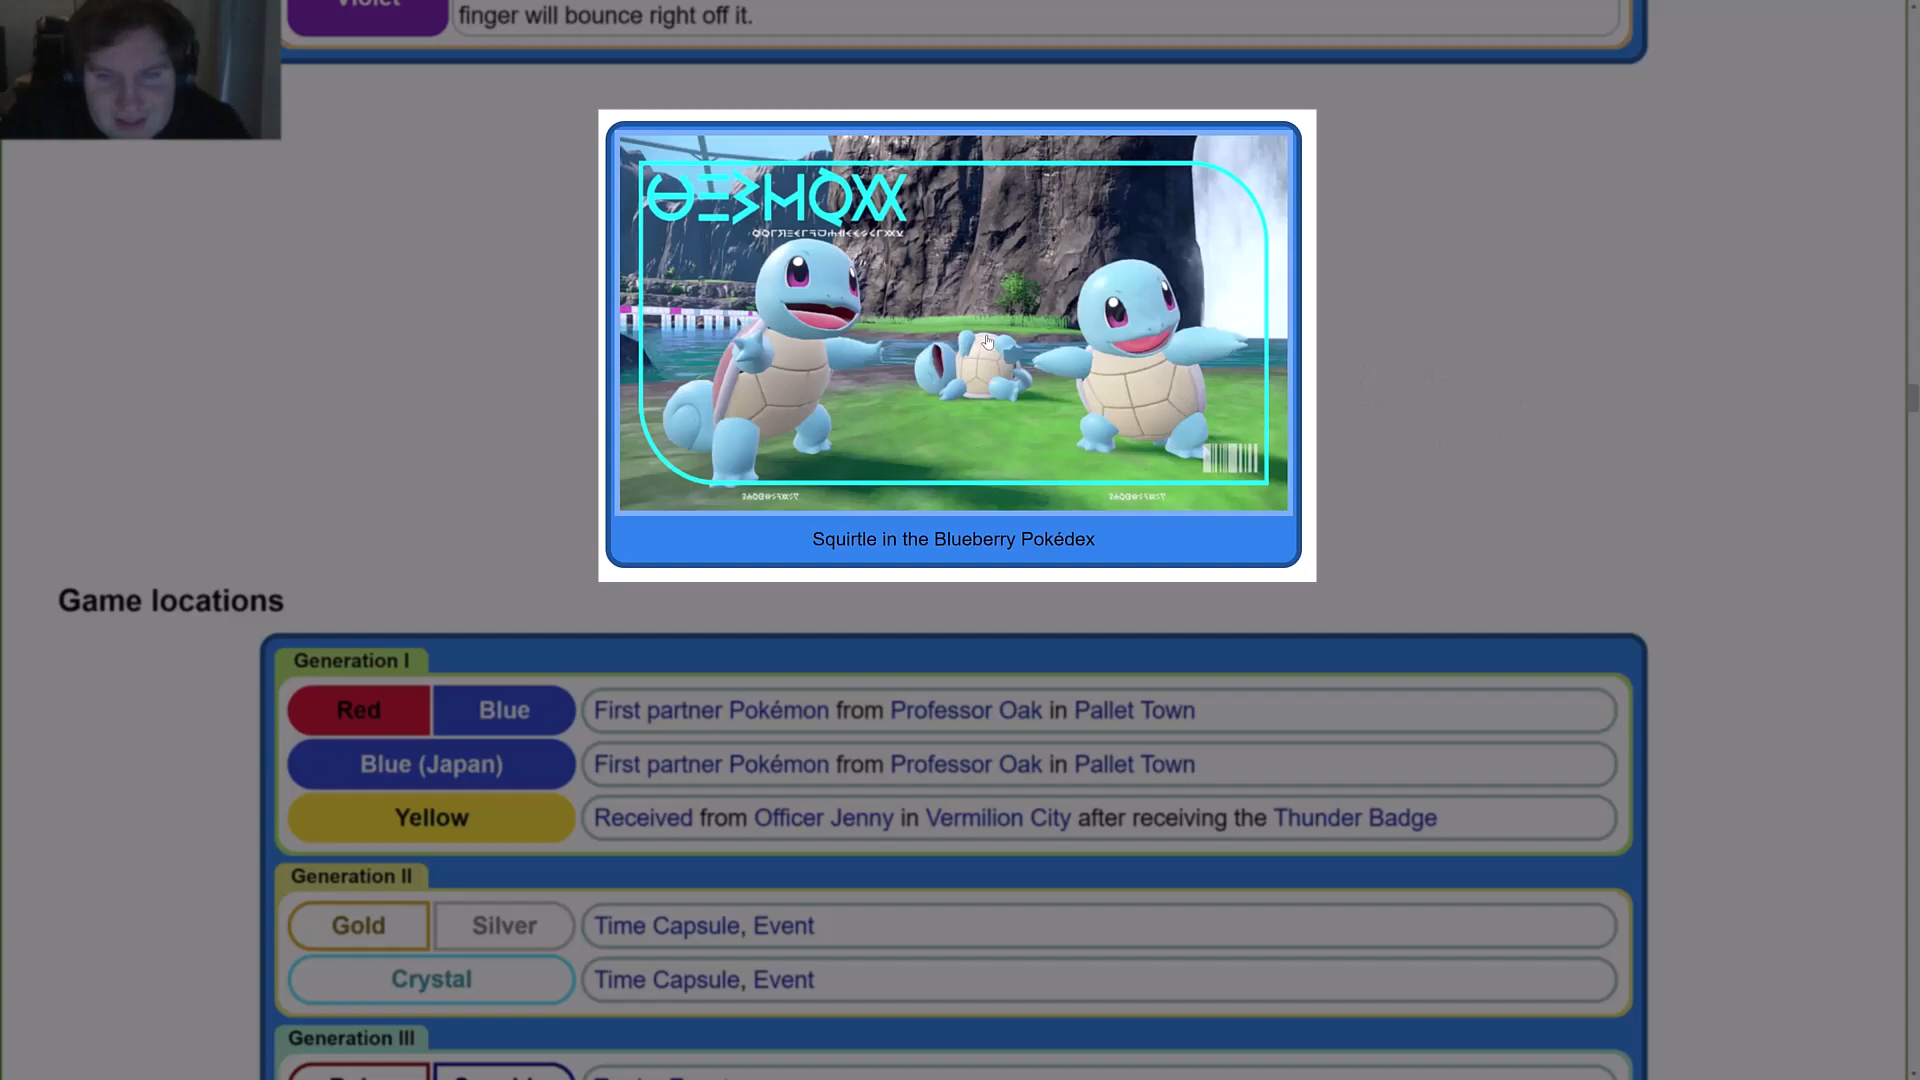 Violet
finger will bounce right off it.
Squirtle in the Blueberry Pokédex
Game locations
Generation I
Red Blue First partner Pokémon from Professor Oak in Pallet Town
Blue (Japan) First partner Pokémon from Professor Oak in Pallet Town
Yellow Received from Officer Jenny in Vermilion City after receiving the Thunder Badge
Generation II
Gold Silver Time Capsule, Event
Crystal Time Capsule, Event
Generation III